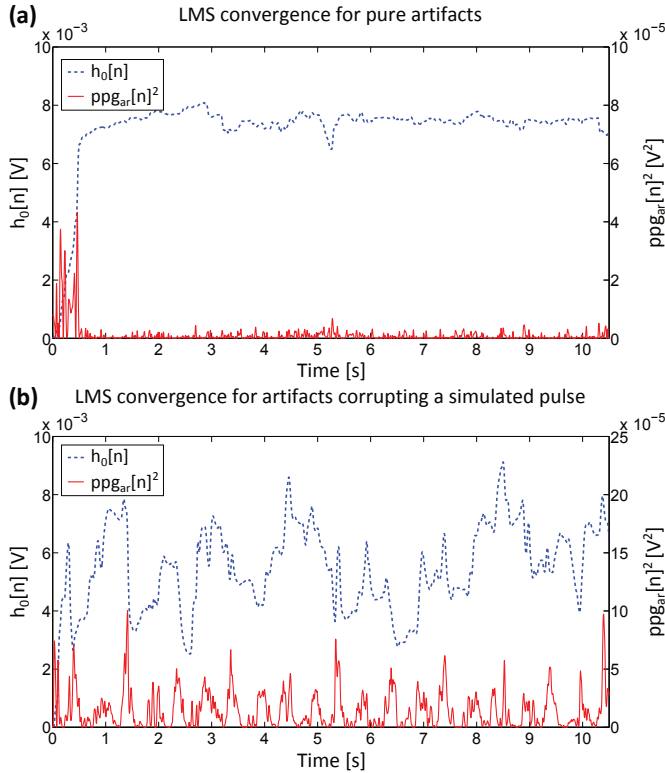 (a)
LMS convergence for pure artifacts
x 10⁻³
x 10⁻⁵
10
8
6
4
2
0
h₀[n] [V]
h₀[n]
ppgₐᵣ[n]²
10
8
6
4
2
0
ppgₐᵣ[n]² [V²]
0 1 2 3 4 5 6 7 8 9 10
Time [s]
(b)
LMS convergence for artifacts corrupting a simulated pulse
x 10⁻³
x 10⁻⁵
10
8
6
4
2
0
h₀[n] [V]
h₀[n]
ppgₐᵣ[n]²
25
20
15
10
5
0
ppgₐᵣ[n]² [V²]
0 1 2 3 4 5 6 7 8 9 10
Time [s]